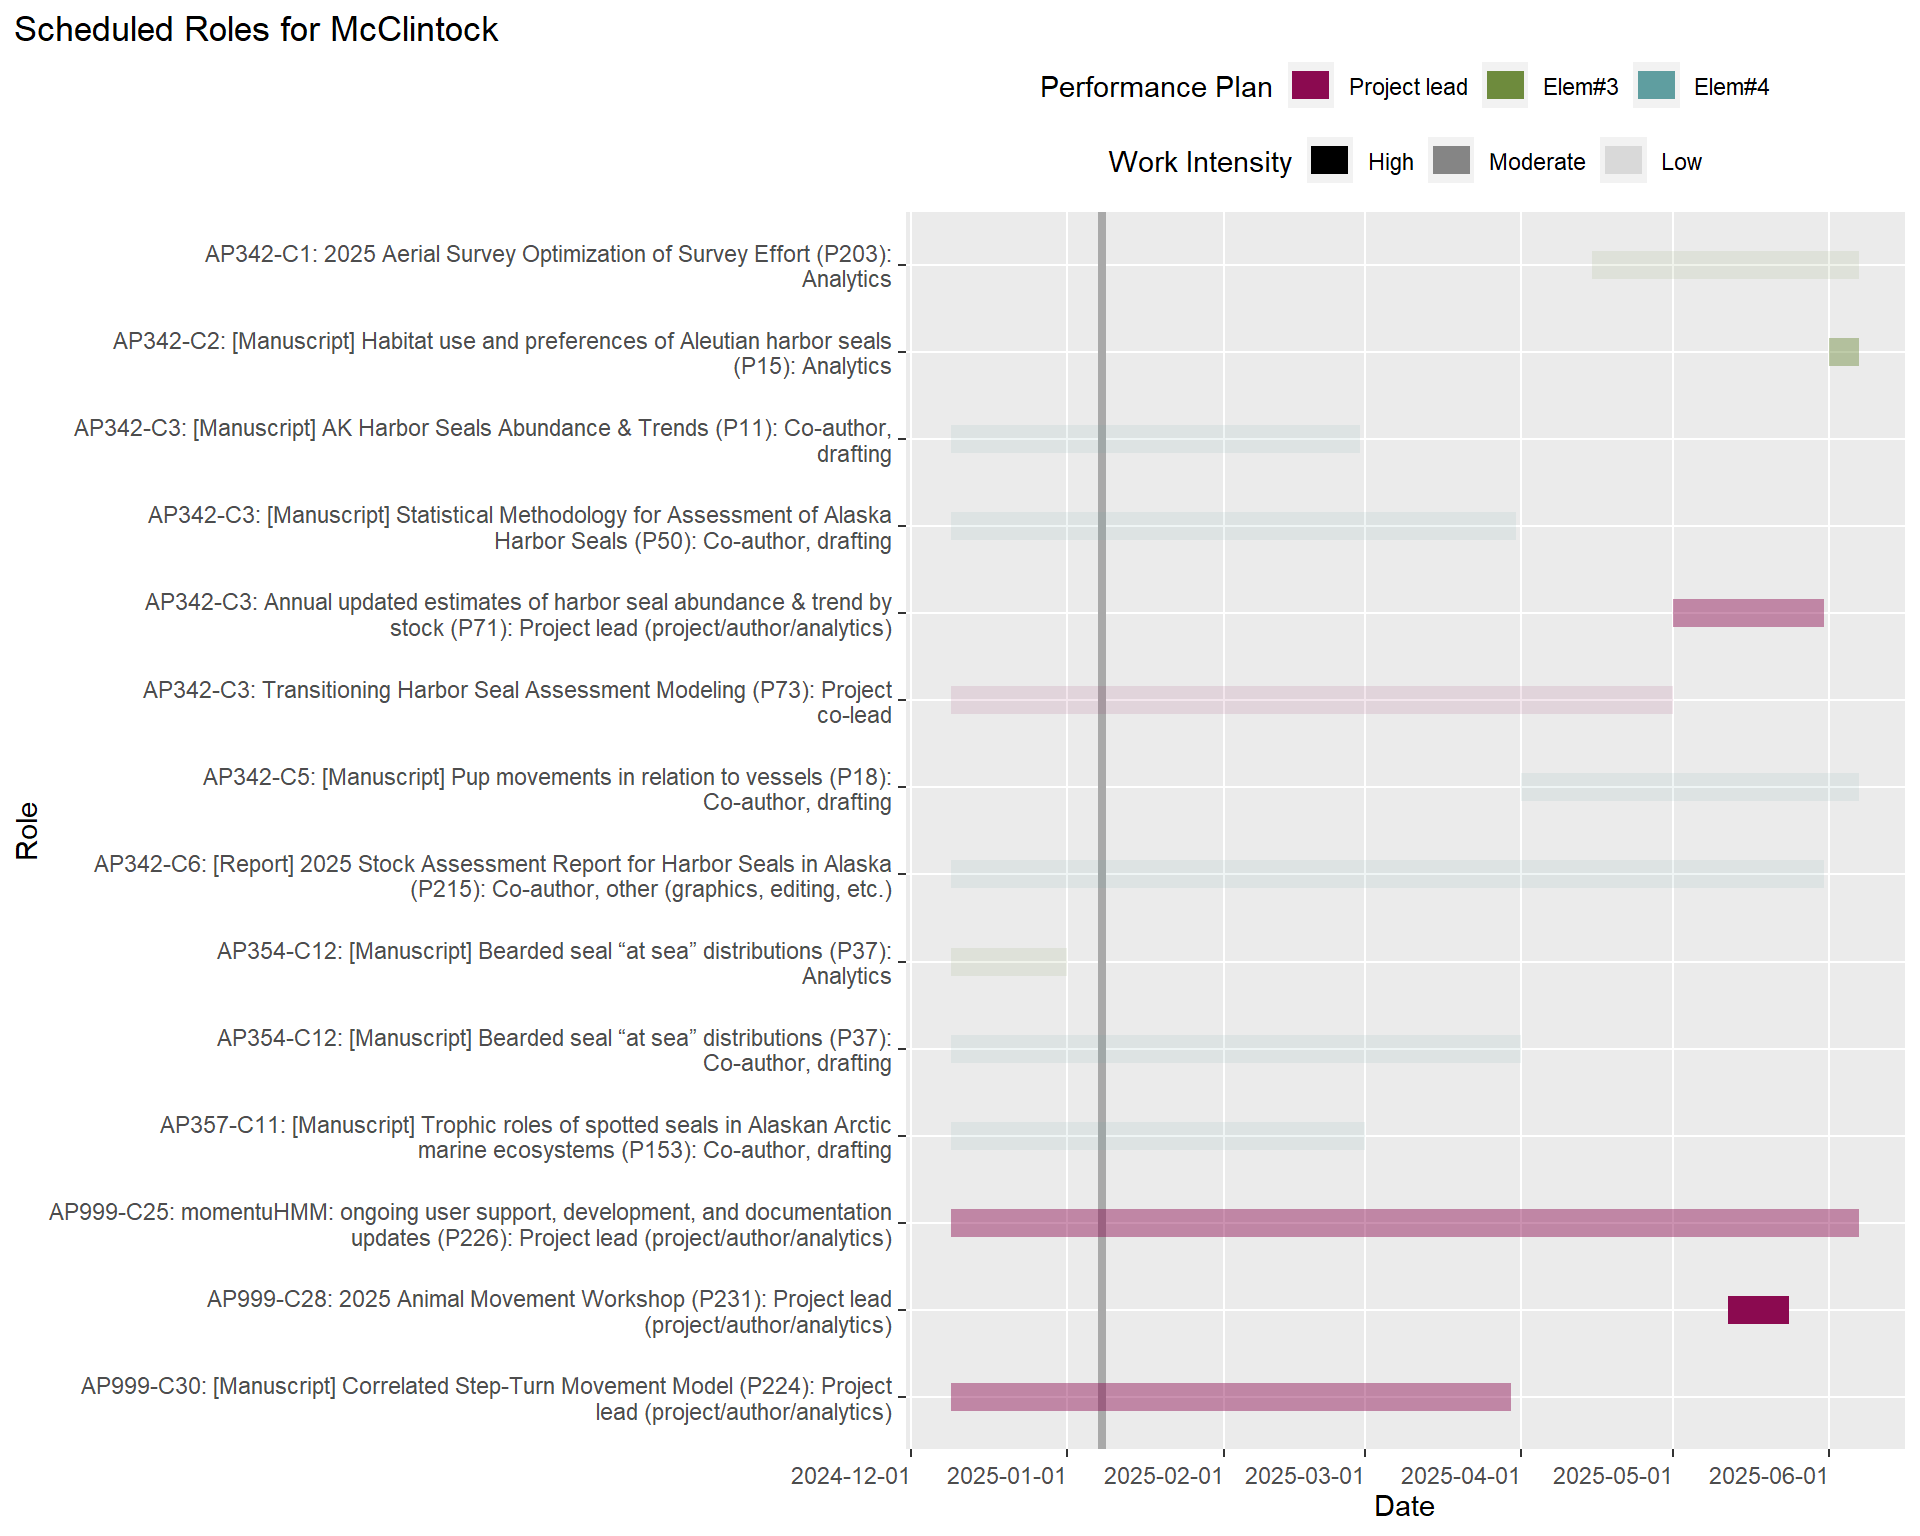 Scheduled Roles for McClintock
Performance Plan Project lead Elem#3 Elem#4
Work Intensity High Moderate Low
AP342-C1: 2025 Aerial Survey Optimization of Survey Effort (P203):
Analytics
AP342-C2: [Manuscript] Habitat use and preferences of Aleutian harbor seals
(P15): Analytics
AP342-C3: [Manuscript] AK Harbor Seals Abundance & Trends (P11): Co-author,
drafting
AP342-C3: [Manuscript] Statistical Methodology for Assessment of Alaska
Harbor Seals (P50): Co-author, drafting
AP342-C3: Annual updated estimates of harbor seal abundance & trend by
stock (P71): Project lead (project/author/analytics)
AP342-C3: Transitioning Harbor Seal Assessment Modeling (P73): Project
co-lead
AP342-C5: [Manuscript] Pup movements in relation to vessels (P18):
Co-author, drafting
AP342-C6: [Report] 2025 Stock Assessment Report for Harbor Seals in Alaska
(P215): Co-author, other (graphics, editing, etc.)
AP354-C12: [Manuscript] Bearded seal “at sea” distributions (P37):
Analytics
AP354-C12: [Manuscript] Bearded seal “at sea” distributions (P37):
Co-author, drafting
AP357-C11: [Manuscript] Trophic roles of spotted seals in Alaskan Arctic
marine ecosystems (P153): Co-author, drafting
AP999-C25: momentuHMM: ongoing user support, development, and documentation
updates (P226): Project lead (project/author/analytics)
AP999-C28: 2025 Animal Movement Workshop (P231): Project lead
(project/author/analytics)
AP999-C30: [Manuscript] Correlated Step-Turn Movement Model (P224): Project
lead (project/author/analytics)
Role
2024-12-01 2025-01-01 2025-02-01 2025-03-01 2025-04-01 2025-05-01 2025-06-01
Date